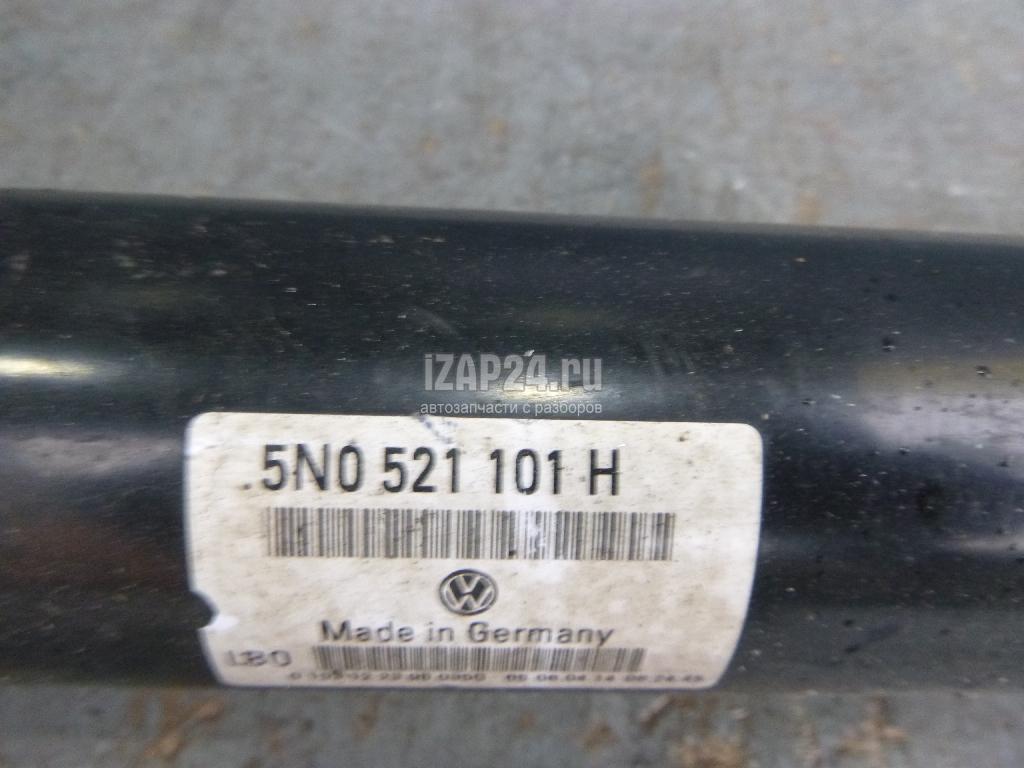 iZAP24.ru
автозапчасти с разборов
5N0 521 101 H
Made in Germany
LBO